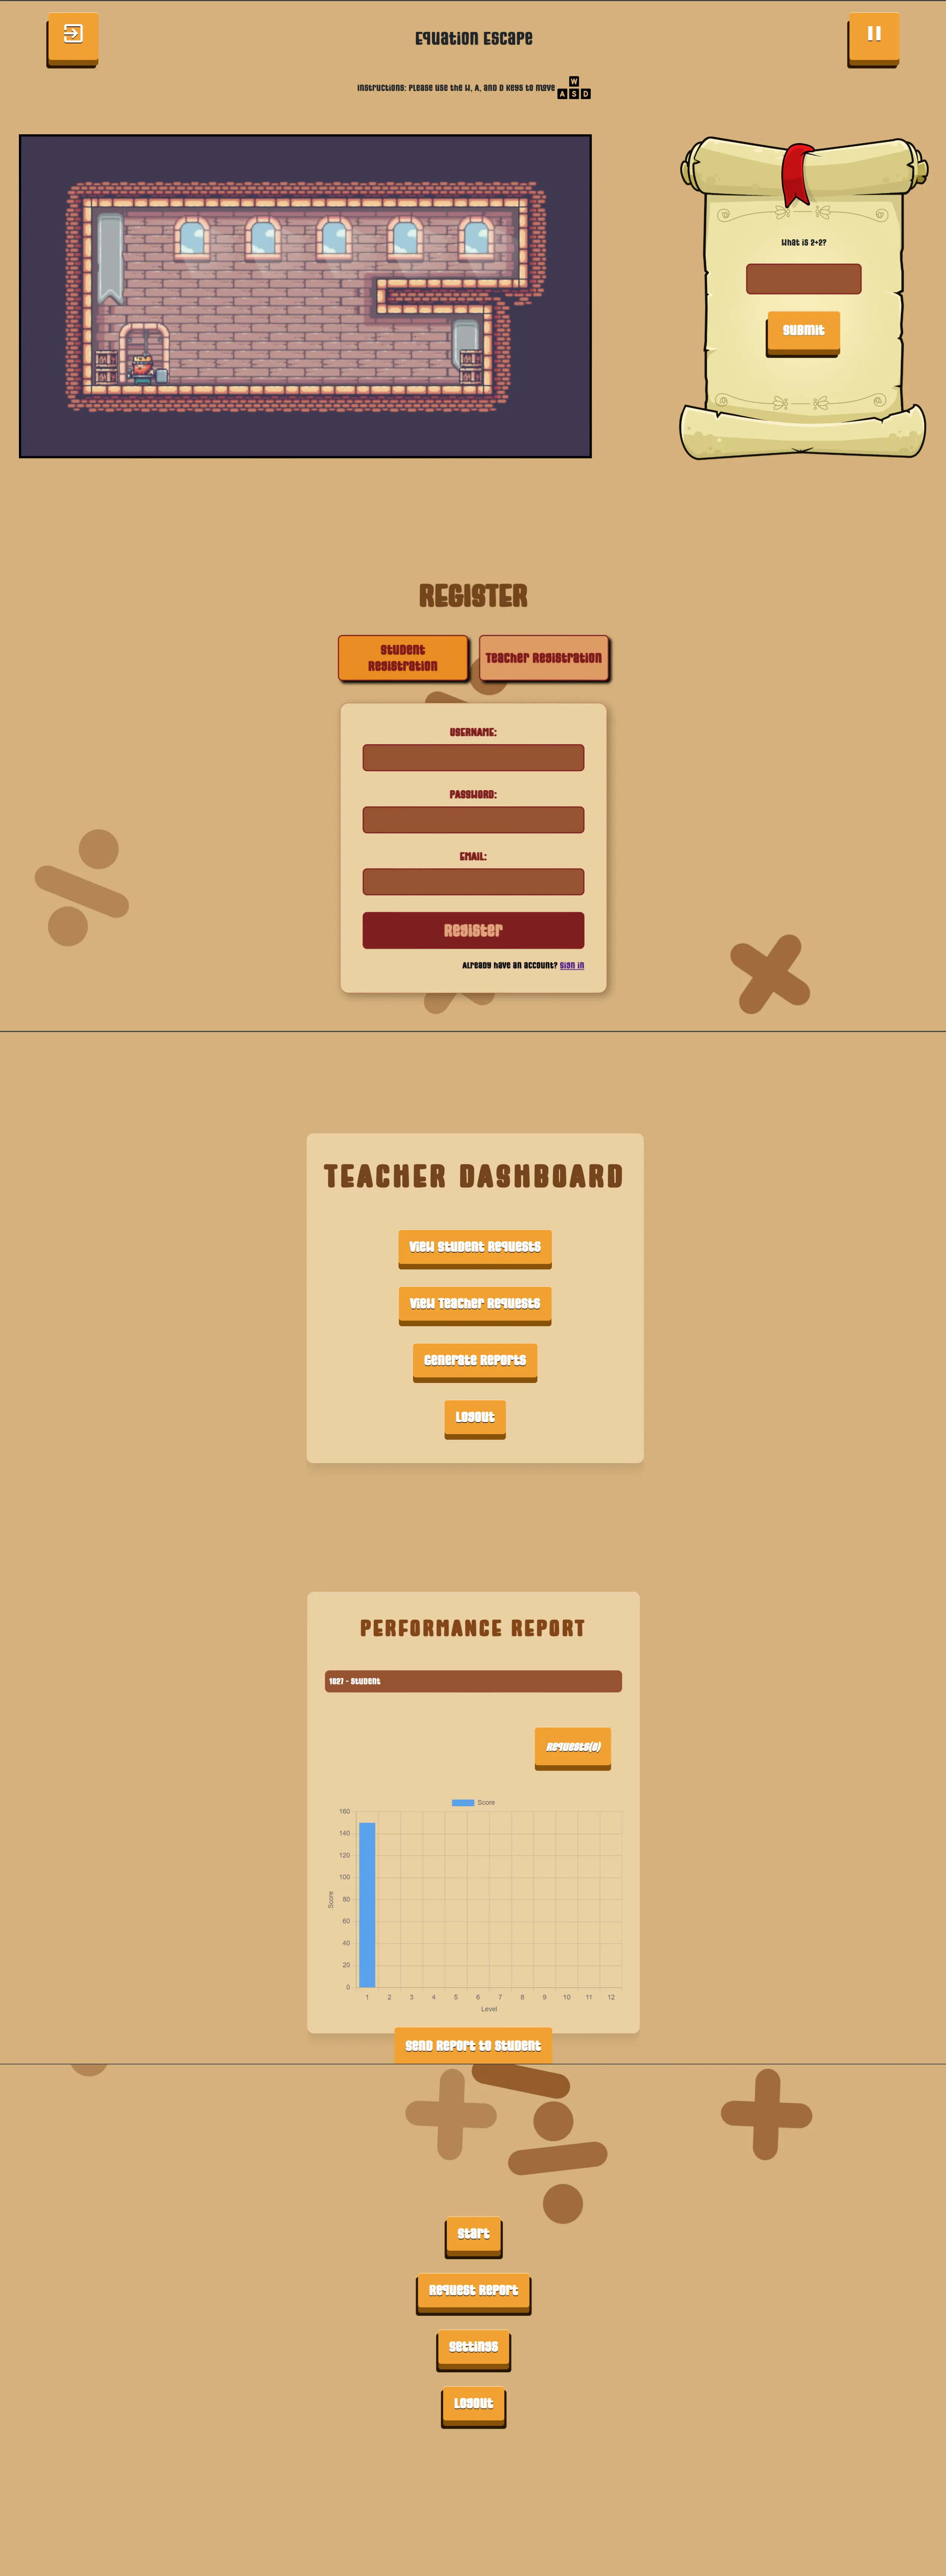 Equation Escape
Instructions: Please use the W, A, and D keys to move
W
A S D
What is 2+2?
Submit
REGISTER
Student
Registration
Teacher Registration
USERNAME:
PASSWORD:
EMAIL:
Register
Already have an account? Sign in
TEACHER DASHBOARD
View Student Requests
View Teacher Requests
Generate Reports
Logout
PERFORMANCE REPORT
1027 - Student
Requests(0)
Score
160
140
120
100
80
60
40
20
0
Score
1 2 3 4 5 6 7 8 9 10 11 12
Level
Send Report to Student
Start
Request Report
Settings
Logout